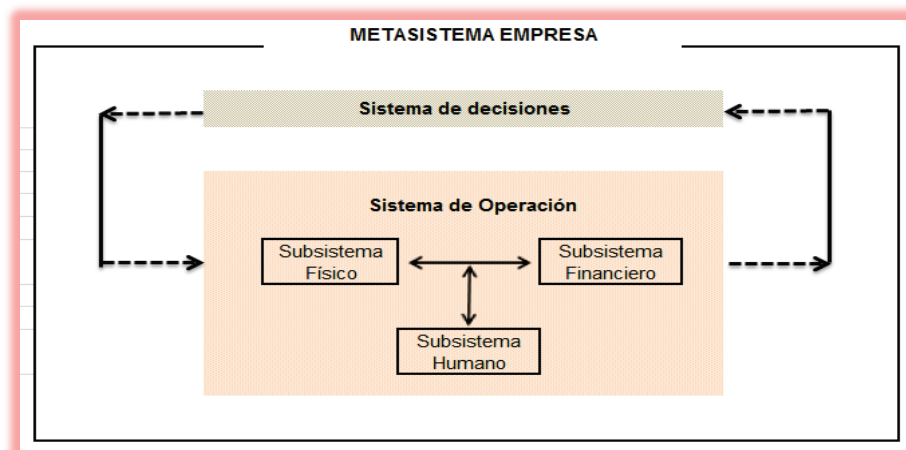 METASISTEMA EMPRESA
Sistema de decisiones
Sistema de Operación
Subsistema
Físico
Subsistema
Financiero
Subsistema
Humano